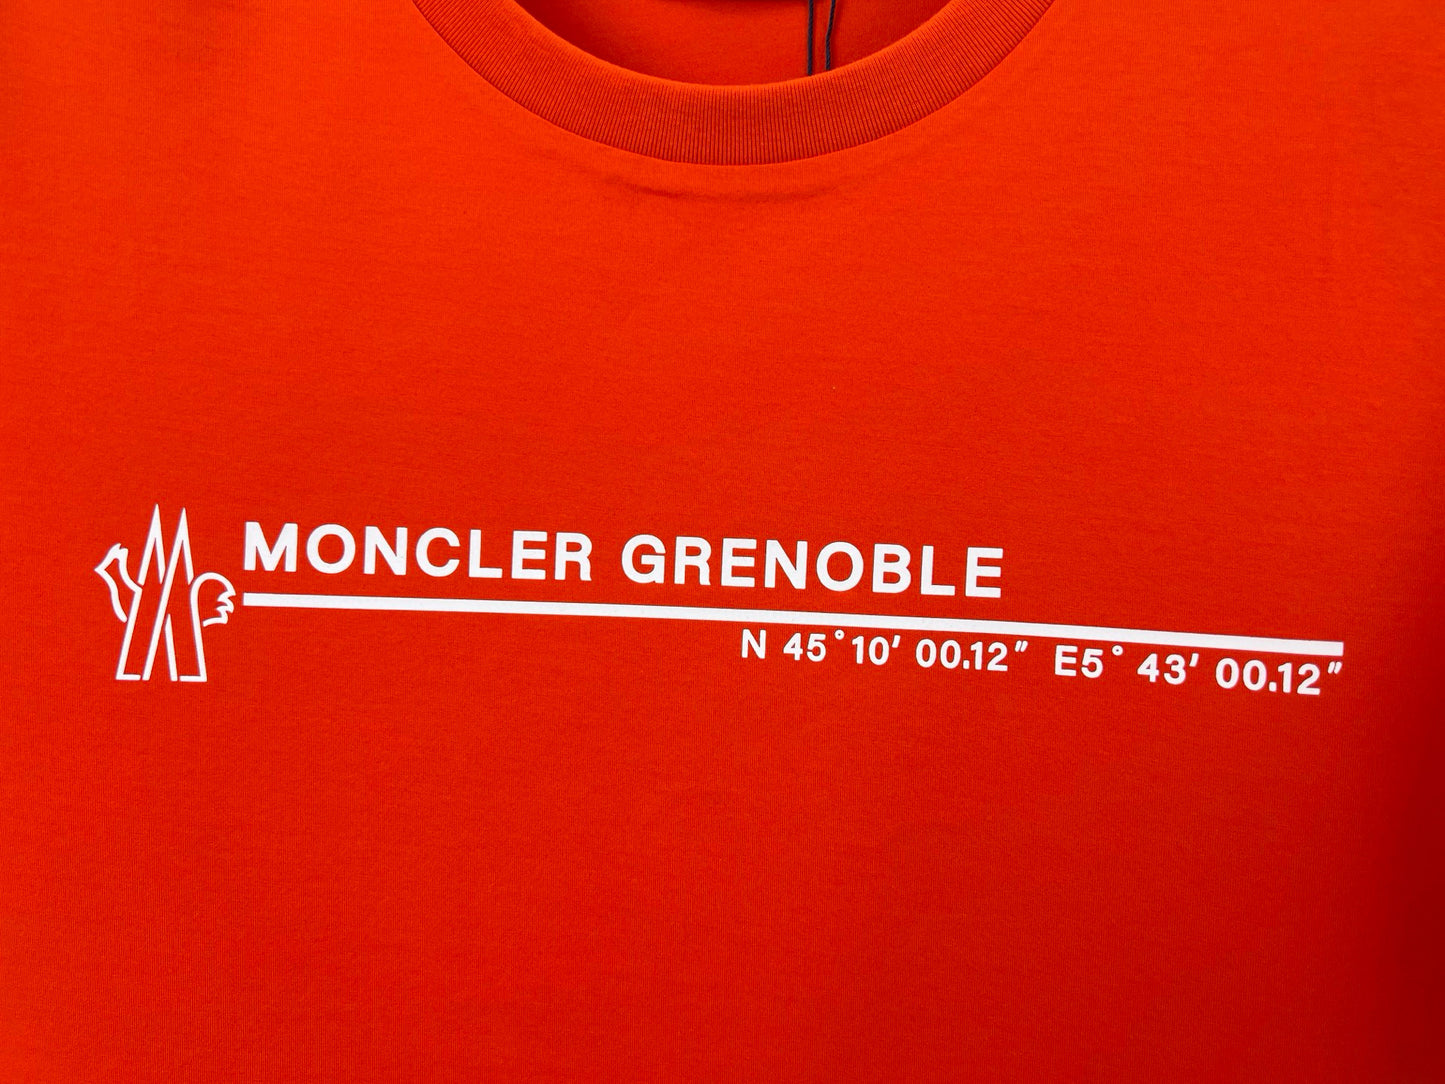 MONCLER GRENOBLE
N 45°10' 00.12" E5° 43' 00.12"